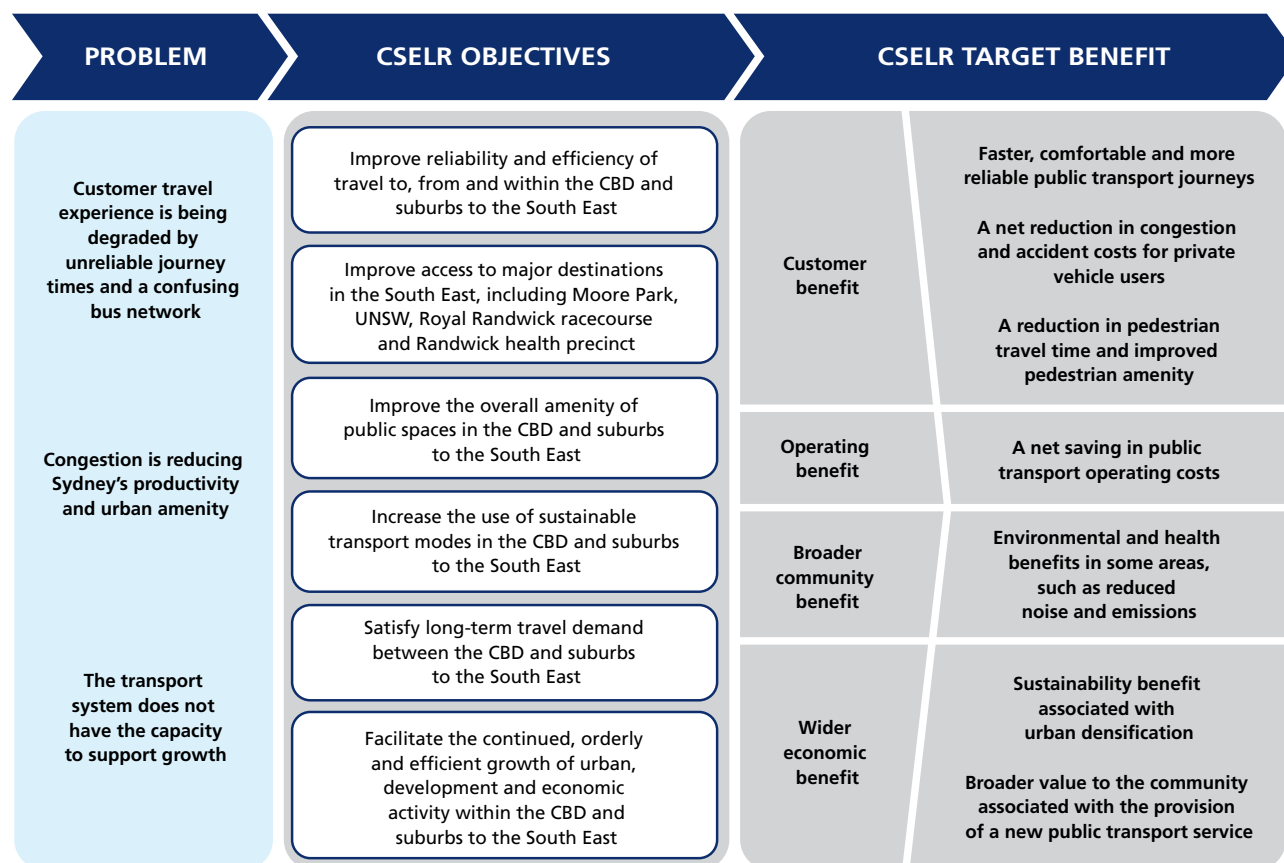 PROBLEM
CSELR OBJECTIVES
CSELR TARGET BENEFIT
Customer travel
experience is being
degraded by
unreliable journey
times and a confusing
bus network
Congestion is reducing
Sydney’s productivity
and urban amenity
The transport
system does not
have the capacity
to support growth
Improve reliability and efficiency of
travel to, from and within the CBD and
suburbs to the South East
Improve access to major destinations
in the South East, including Moore Park,
UNSW, Royal Randwick racecourse
and Randwick health precinct
Improve the overall amenity of
public spaces in the CBD and suburbs
to the South East
Increase the use of sustainable
transport modes in the CBD and suburbs
to the South East
Satisfy long-term travel demand
between the CBD and suburbs
to the South East
Facilitate the continued, orderly
and efficient growth of urban,
development and economic
activity within the CBD and
suburbs to the South East
Customer
benefit
Faster, comfortable and more
reliable public transport journeys
A net reduction in congestion
and accident costs for private
vehicle users
A reduction in pedestrian
travel time and improved
pedestrian amenity
Operating
benefit
A net saving in public
transport operating costs
Broader
community
benefit
Environmental and health
benefits in some areas,
such as reduced
noise and emissions
Wider
economic
benefit
Sustainability benefit
associated with
urban densification
Broader value to the community
associated with the provision
of a new public transport service